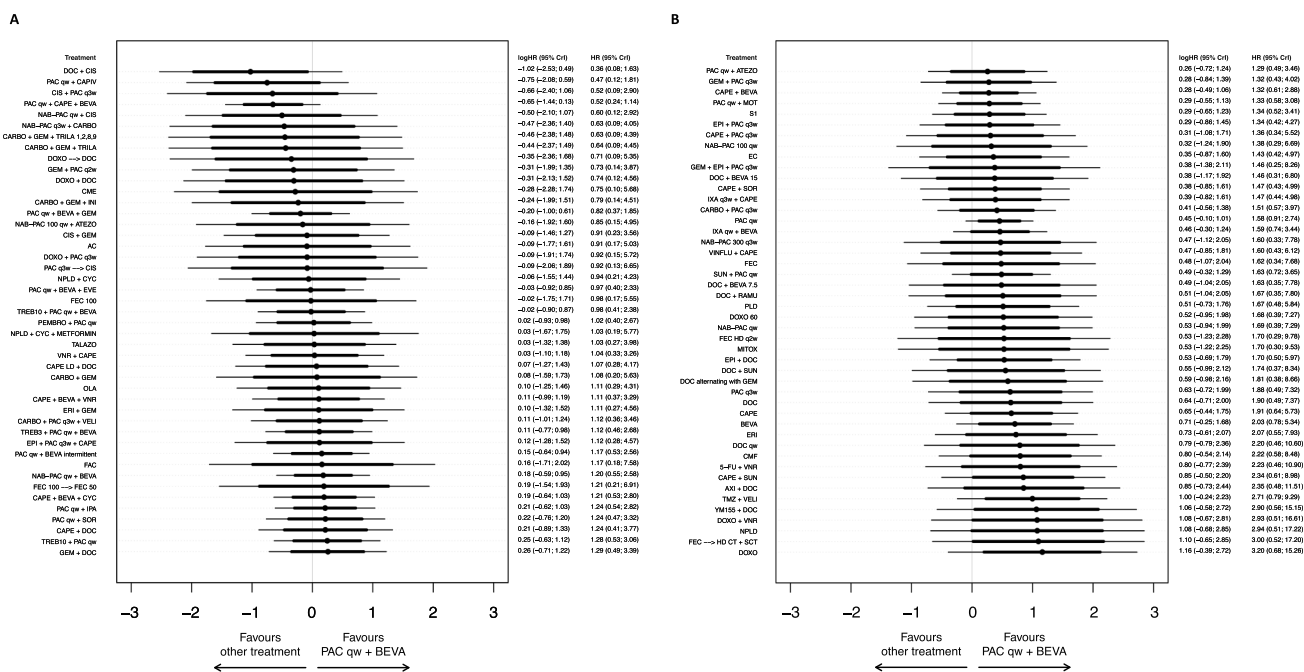 A
Treatment logHR (95% CrI) HR (95% CrI)
DOC + CIS −1.02 (−2.53; 0.49) 0.36 (0.08; 1.63)
PAC qw + CAPIV −0.75 (−2.08; 0.59) 0.47 (0.12; 1.81)
CIS + PAC q3w −0.66 (−2.40; 1.06) 0.52 (0.09; 2.90)
PAC qw + CAPE + BEVA −0.65 (−1.44; 0.13) 0.52 (0.24; 1.14)
NAB−PAC qw + CIS −0.50 (−2.10; 1.07) 0.60 (0.12; 2.92)
NAB−PAC q3w + CARBO −0.47 (−2.36; 1.40) 0.63 (0.09; 4.05)
CARBO + GEM + TRILA 1,2,8,9 −0.46 (−2.38; 1.48) 0.63 (0.09; 4.39)
CARBO + GEM + TRILA −0.44 (−2.37; 1.49) 0.64 (0.09; 4.45)
DOXO −−> DOC −0.35 (−2.36; 1.68) 0.71 (0.09; 5.35)
GEM + PAC q2w −0.31 (−1.99; 1.35) 0.73 (0.14; 3.87)
DOXO + DOC −0.31 (−2.13; 1.52) 0.74 (0.12; 4.56)
CME −0.28 (−2.28; 1.74) 0.75 (0.10; 5.68)
CARBO + GEM + INI −0.24 (−1.99; 1.51) 0.79 (0.14; 4.51)
PAC qw + BEVA + GEM −0.20 (−1.00; 0.61) 0.82 (0.37; 1.85)
NAB−PAC 100 qw + ATEZO −0.16 (−1.92; 1.60) 0.85 (0.15; 4.95)
CIS + GEM −0.09 (−1.46; 1.27) 0.91 (0.23; 3.56)
AC −0.09 (−1.77; 1.61) 0.91 (0.17; 5.03)
DOXO + PAC q3w −0.09 (−1.91; 1.74) 0.92 (0.15; 5.72)
PAC q3w −−> CIS −0.09 (−2.06; 1.89) 0.92 (0.13; 6.65)
NPLD + CYC −0.06 (−1.55; 1.44) 0.94 (0.21; 4.23)
PAC qw + BEVA + EVE −0.03 (−0.92; 0.85) 0.97 (0.40; 2.33)
FEC 100 −0.02 (−1.75; 1.71) 0.98 (0.17; 5.55)
TREB10 + PAC qw + BEVA −0.02 (−0.90; 0.87) 0.98 (0.41; 2.38)
PEMBRO + PAC qw 0.02 (−0.93; 0.98) 1.02 (0.40; 2.67)
NPLD + CYC + METFORMIN 0.03 (−1.67; 1.75) 1.03 (0.19; 5.77)
TALAZO 0.03 (−1.32; 1.38) 1.03 (0.27; 3.98)
VNR + CAPE 0.03 (−1.10; 1.18) 1.04 (0.33; 3.26)
CAPE LD + DOC 0.07 (−1.27; 1.43) 1.07 (0.28; 4.17)
CARBO + GEM 0.08 (−1.59; 1.73) 1.08 (0.20; 5.63)
OLA 0.10 (−1.25; 1.46) 1.11 (0.29; 4.31)
CAPE + BEVA + VNR 0.11 (−0.99; 1.19) 1.11 (0.37; 3.29)
ERI + GEM 0.10 (−1.32; 1.52) 1.11 (0.27; 4.56)
CARBO + PAC q3w + VELI 0.11 (−1.01; 1.24) 1.12 (0.36; 3.46)
TREB3 + PAC qw + BEVA 0.11 (−0.77; 0.98) 1.12 (0.46; 2.68)
EPI + PAC q3w + CAPE 0.12 (−1.28; 1.52) 1.12 (0.28; 4.57)
PAC qw + BEVA intermittent 0.15 (−0.64; 0.94) 1.17 (0.53; 2.56)
FAC 0.16 (−1.71; 2.02) 1.17 (0.18; 7.58)
NAB−PAC qw + BEVA 0.18 (−0.59; 0.95) 1.20 (0.55; 2.58)
FEC 100 −−> FEC 50 0.19 (−1.54; 1.93) 1.21 (0.21; 6.91)
CAPE + BEVA + CYC 0.19 (−0.64; 1.03) 1.21 (0.53; 2.80)
PAC qw + IPA 0.21 (−0.62; 1.03) 1.24 (0.54; 2.82)
PAC qw + SOR 0.22 (−0.76; 1.20) 1.24 (0.47; 3.32)
CAPE + DOC 0.21 (−0.89; 1.33) 1.24 (0.41; 3.77)
TREB10 + PAC qw 0.25 (−0.63; 1.12) 1.28 (0.53; 3.06)
GEM + DOC 0.26 (−0.71; 1.22) 1.29 (0.49; 3.39)
−3 −2 −1 0 1 2 3
Favours other treatment
Favours PAC qw + BEVA
B
Treatment logHR (95% CrI) HR (95% CrI)
PAC qw + ATEZO 0.26 (−0.72; 1.24) 1.29 (0.49; 3.46)
GEM + PAC q3w 0.28 (−0.84; 1.39) 1.32 (0.43; 4.02)
CAPE + BEVA 0.28 (−0.49; 1.06) 1.32 (0.61; 2.88)
PAC qw + MOT 0.29 (−0.55; 1.13) 1.33 (0.58; 3.08)
S1 0.29 (−0.65; 1.23) 1.34 (0.52; 3.41)
EPI + PAC q3w 0.29 (−0.86; 1.45) 1.34 (0.42; 4.27)
CAPE + PAC q3w 0.31 (−1.08; 1.71) 1.36 (0.34; 5.52)
NAB−PAC 100 qw 0.32 (−1.24; 1.90) 1.38 (0.29; 6.69)
EC 0.35 (−0.87; 1.60) 1.43 (0.42; 4.97)
GEM + EPI + PAC q3w 0.38 (−1.38; 2.11) 1.46 (0.25; 8.26)
DOC + BEVA 15 0.38 (−1.17; 1.92) 1.46 (0.31; 6.80)
CAPE + SOR 0.38 (−0.85; 1.61) 1.47 (0.43; 4.99)
IXA q3w + CAPE 0.39 (−0.82; 1.61) 1.47 (0.44; 4.98)
CARBO + PAC q3w 0.41 (−0.56; 1.38) 1.51 (0.57; 3.97)
PAC qw 0.45 (−0.10; 1.01) 1.58 (0.91; 2.74)
IXA qw + BEVA 0.46 (−0.30; 1.24) 1.59 (0.74; 3.44)
NAB−PAC 300 q3w 0.47 (−1.12; 2.05) 1.60 (0.33; 7.78)
VINFLU + CAPE 0.47 (−0.85; 1.81) 1.60 (0.43; 6.12)
FEC 0.48 (−1.07; 2.04) 1.62 (0.34; 7.68)
SUN + PAC qw 0.49 (−0.32; 1.29) 1.63 (0.72; 3.65)
DOC + BEVA 7.5 0.49 (−1.04; 2.05) 1.63 (0.35; 7.78)
DOC + RAMU 0.51 (−1.04; 2.05) 1.67 (0.35; 7.80)
PLD 0.51 (−0.73; 1.76) 1.67 (0.48; 5.84)
DOXO 60 0.52 (−0.95; 1.98) 1.68 (0.39; 7.27)
NAB−PAC qw 0.53 (−0.94; 1.99) 1.69 (0.39; 7.29)
FEC HD q2w 0.53 (−1.23; 2.28) 1.70 (0.29; 9.78)
MITOX 0.53 (−1.22; 2.25) 1.70 (0.30; 9.53)
EPI + DOC 0.53 (−0.69; 1.79) 1.70 (0.50; 5.97)
DOC + SUN 0.55 (−0.99; 2.12) 1.74 (0.37; 8.34)
DOC alternating with GEM 0.59 (−0.98; 2.16) 1.81 (0.38; 8.66)
PAC q3w 0.63 (−0.72; 1.99) 1.88 (0.49; 7.32)
DOC 0.64 (−0.71; 2.00) 1.90 (0.49; 7.37)
CAPE 0.65 (−0.44; 1.75) 1.91 (0.64; 5.73)
BEVA 0.71 (−0.25; 1.68) 2.03 (0.78; 5.34)
ERI 0.73 (−0.61; 2.07) 2.07 (0.55; 7.93)
DOC qw 0.79 (−0.79; 2.36) 2.20 (0.46; 10.60)
CMF 0.80 (−0.54; 2.14) 2.22 (0.58; 8.48)
5−FU + VNR 0.80 (−0.77; 2.39) 2.23 (0.46; 10.90)
CAPE + SUN 0.85 (−0.50; 2.20) 2.34 (0.61; 8.98)
AXI + DOC 0.85 (−0.73; 2.44) 2.35 (0.48; 11.51)
TMZ + VELI 1.00 (−0.24; 2.23) 2.71 (0.79; 9.29)
YM155 + DOC 1.06 (−0.58; 2.72) 2.90 (0.56; 15.15)
DOXO + VNR 1.08 (−0.67; 2.81) 2.93 (0.51; 16.61)
NPLD 1.08 (−0.68; 2.85) 2.94 (0.51; 17.22)
FEC −−> HD CT + SCT 1.10 (−0.65; 2.85) 3.00 (0.52; 17.20)
DOXO 1.16 (−0.39; 2.72) 3.20 (0.68; 15.26)
−3 −2 −1 0 1 2 3
Favours other treatment
Favours PAC qw + BEVA